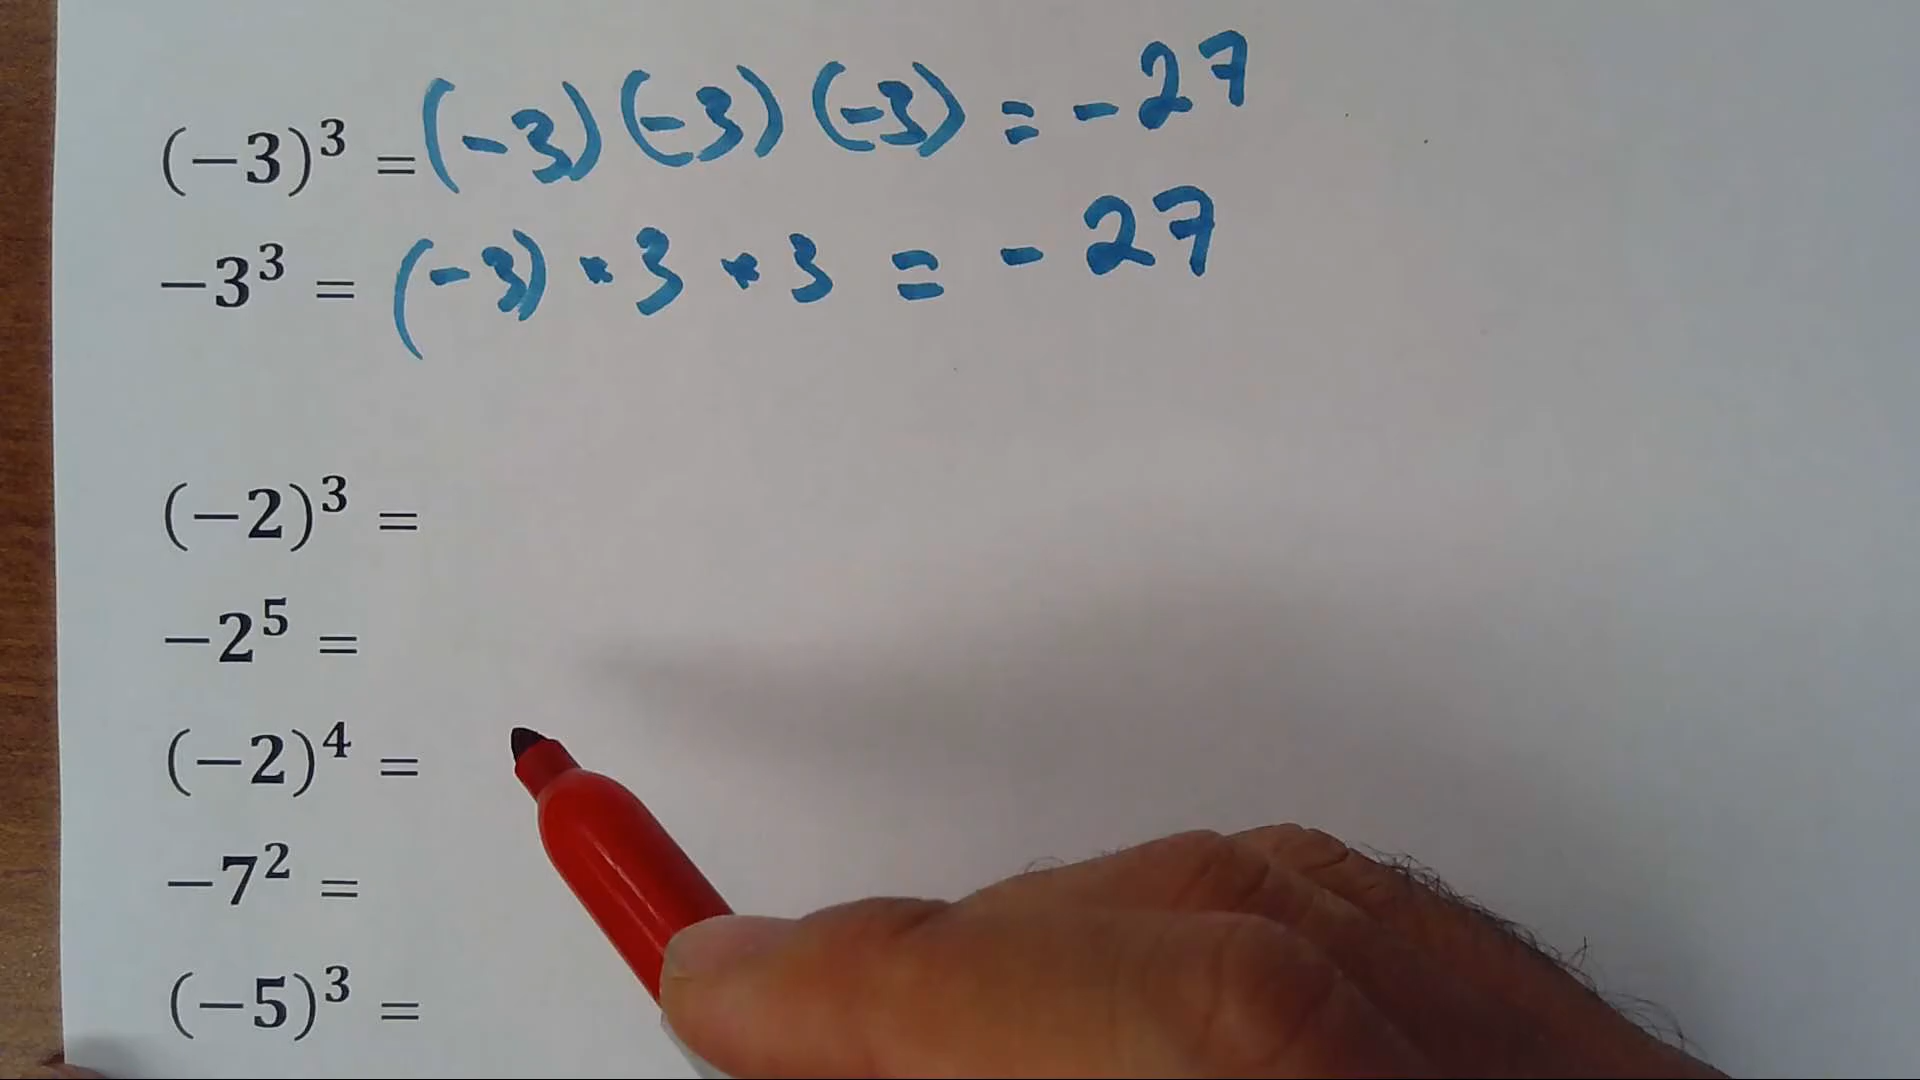 (−3)³ = (-3) (-3) (-3) = - 27
−3³ = (-3) · 3 · 3 = - 27
(−2)³ =
−2⁵ =
(−2)⁴ =
−7² =
(−5)³ =